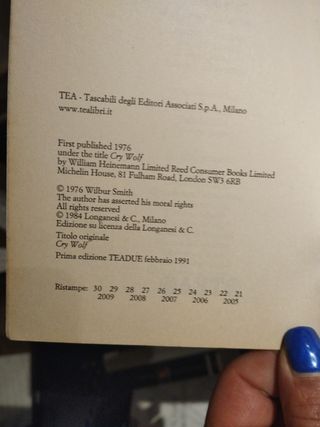 TEA - Tascabili degli Editori Associati S.p.A., Milano
www.tealibri.it
First published 1976
under the title Cry Wolf
by William Heinemann Limited Reed Consumer Books Limited
Michelin House, 81 Fulham Road, London SW3 6RB
© 1976 Wilbur Smith
The author has asserted his moral rights
All rights reserved
© 1984 Longanesi & C., Milano
Edizione su licenza della Longanesi & C.
Titolo originale
Cry Wolf
Prima edizione TEADUE febbraio 1991
Ristampe: 30 29 28 27 26 25 24 23 22 21
2009 2008 2007 2006 2005